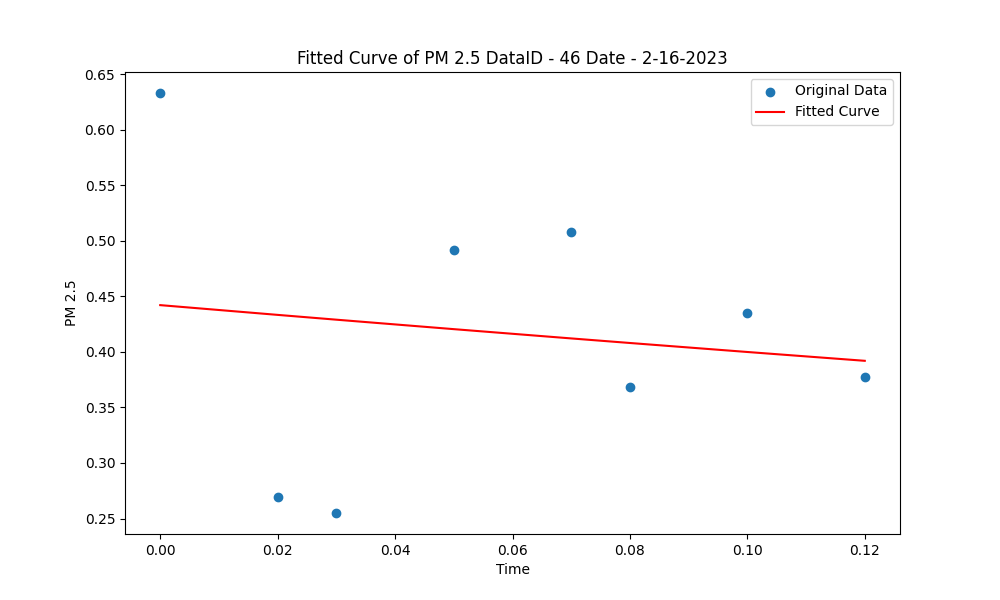 Fitted Curve of PM 2.5 DataID - 46 Date - 2-16-2023
Original Data
Fitted Curve
0.65
0.60
0.55
0.50
0.45
0.40
0.35
0.30
0.25
PM 2.5
0.00 0.02 0.04 0.06 0.08 0.10 0.12
Time